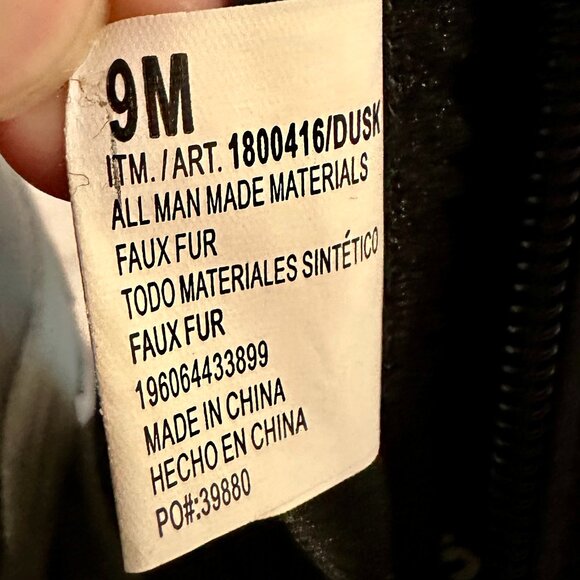 9M
ITM. / ART. 1800416/DUSK
ALL MAN MADE MATERIALS
FAUX FUR
TODO MATERIALES SINTÉTICO
FAUX FUR
196064433899
MADE IN CHINA
HECHO EN CHINA
PO#:39880